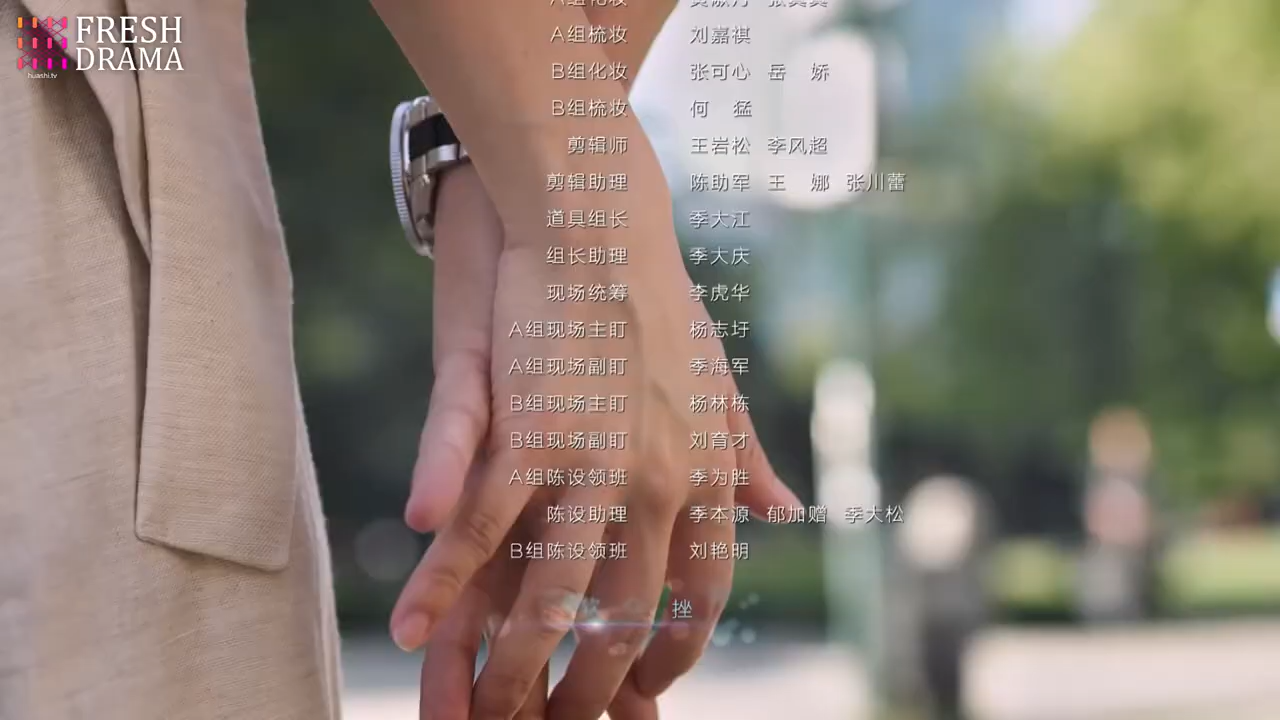 FRESH
DRAMA
huashi.tv
A组梳妆 刘嘉祺
B组化妆 张可心 岳 娇
B组梳妆 何 猛
剪辑师 王岩松 李风超
剪辑助理 陈助军 王 娜 张川蕾
道具组长 季大江
组长助理 季大庆
现场统筹 李虎华
A组现场主盯 杨志圩
A组现场副盯 季海军
B组现场主盯 杨林栋
B组现场副盯 刘育才
A组陈设领班 季为胜
陈设助理 季本源 郁加赠 季大松
B组陈设领班 刘艳明
挫